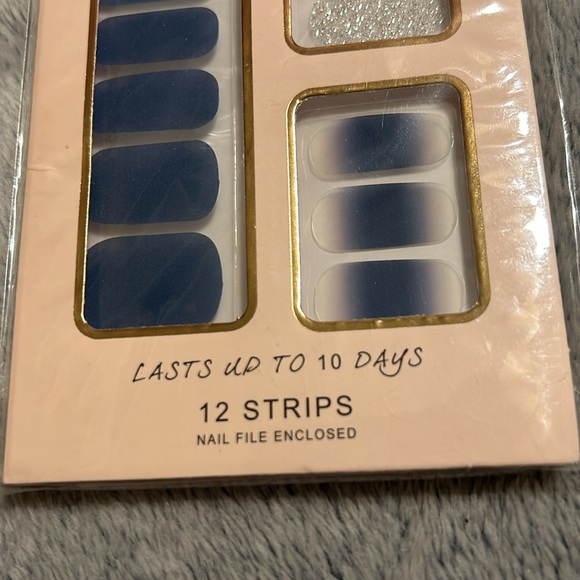 LASTS UP TO 10 DAYS
12 STRIPS
NAIL FILE ENCLOSED